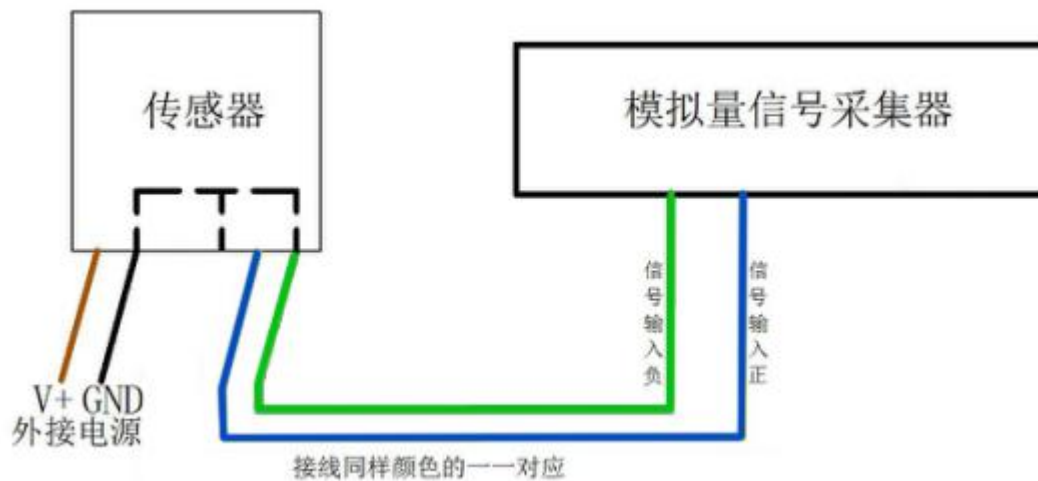 传感器
模拟量信号采集器
信号输入负
信号输入正
V+ GND
外接电源
接线同样颜色的一一对应